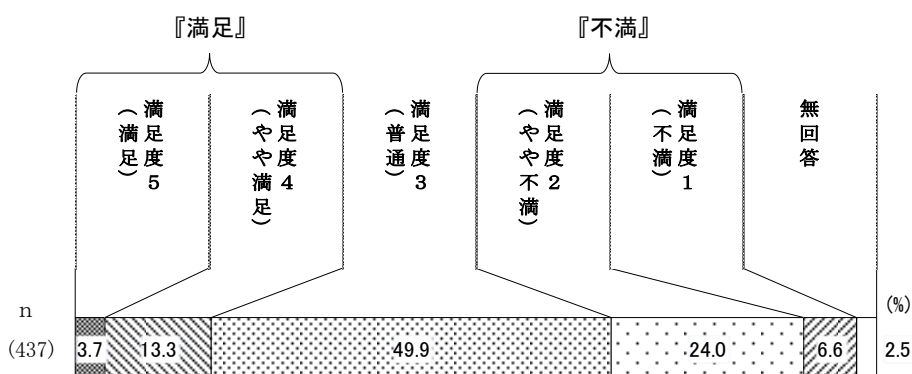 『満足』
『不満』
満足度5
(満足)
満足度4
(やや満足)
満足度3
(普通)
満足度2
(やや不満)
満足度1
(不満)
無回答
n
(%)
(437)
3.7
13.3
49.9
24.0
6.6
2.5